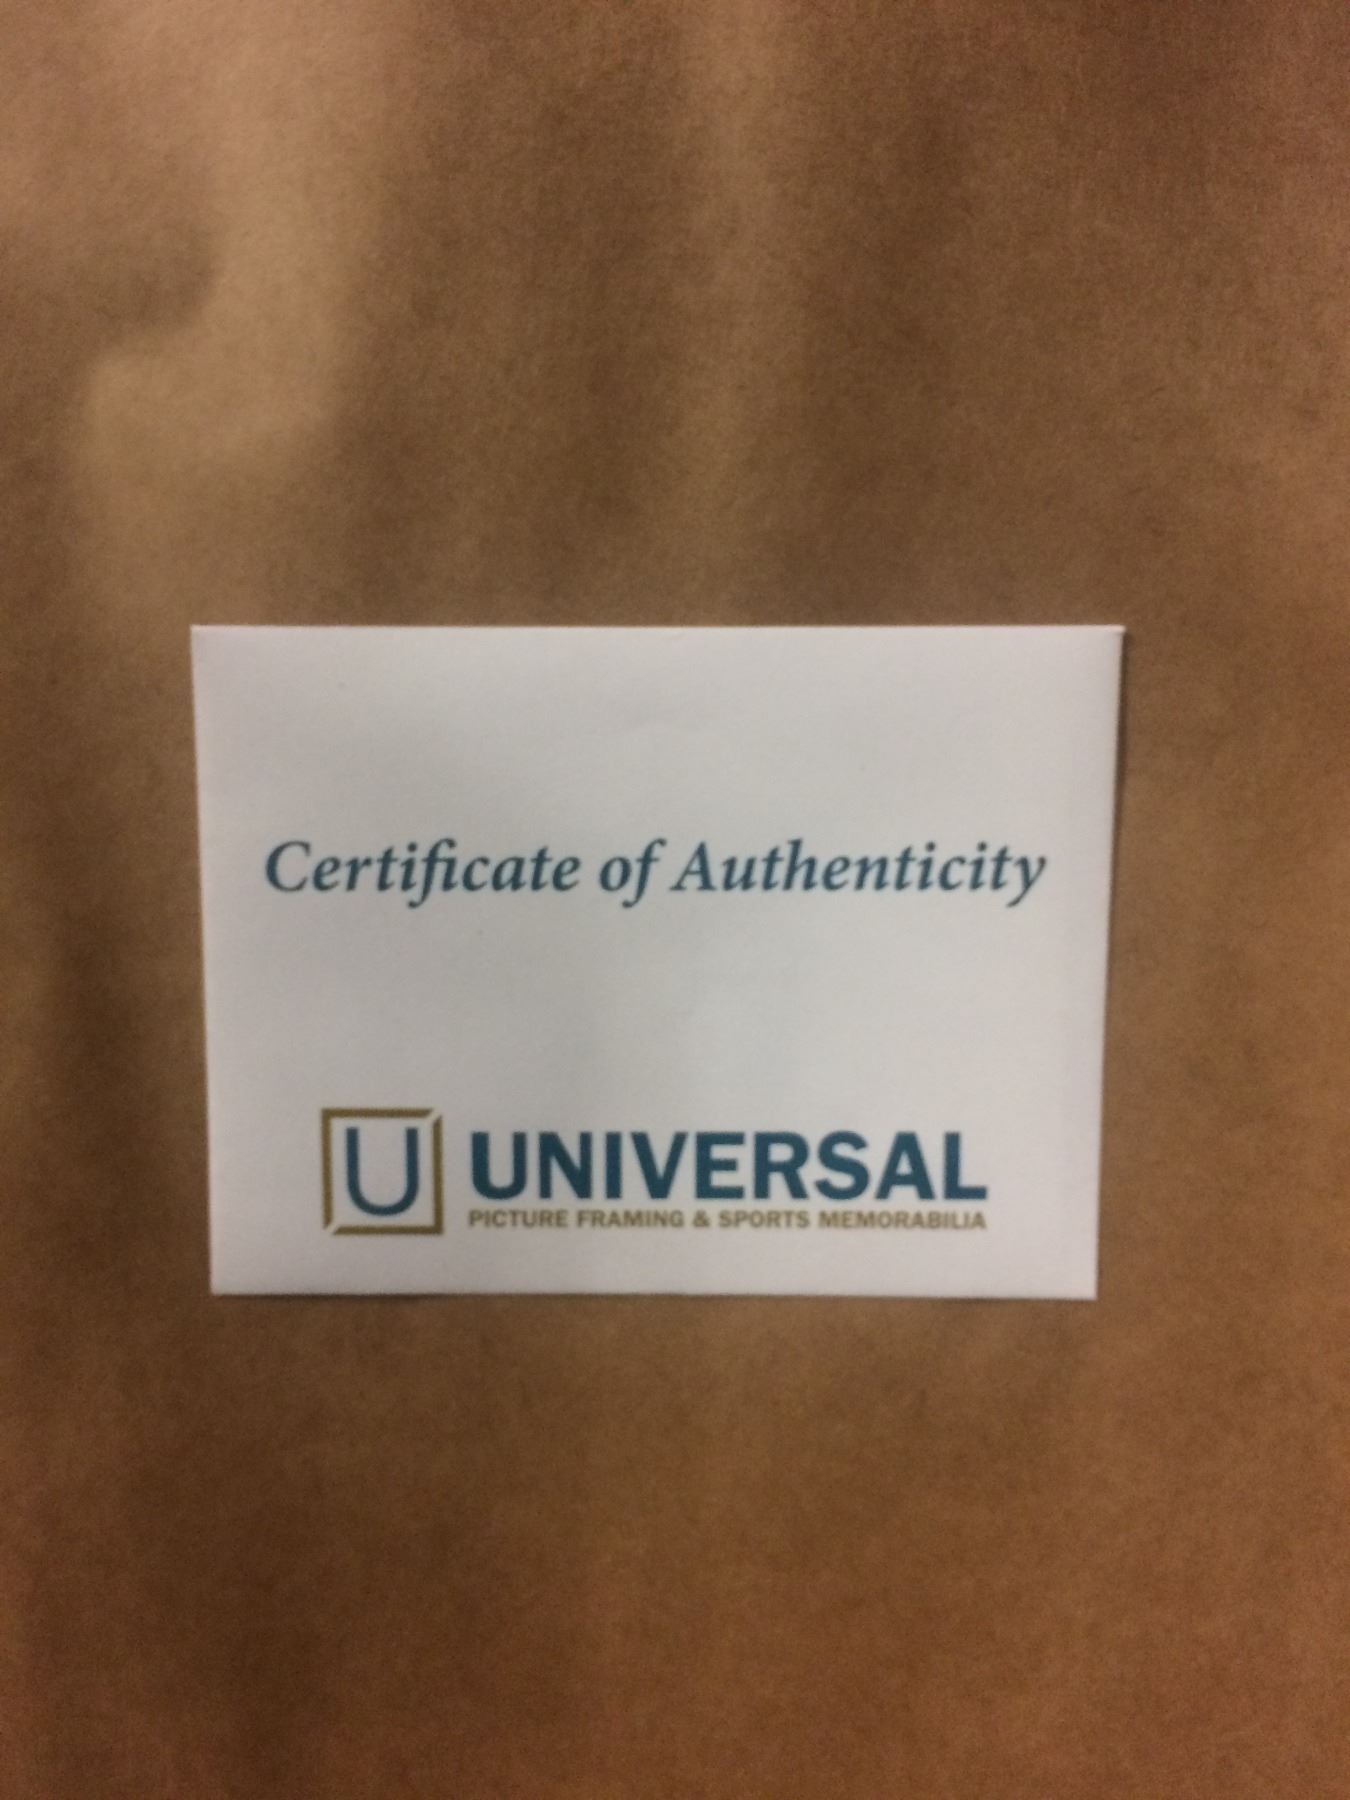 Certificate of Authenticity
U
UNIVERSAL
PICTURE FRAMING & SPORTS MEMORABILIA